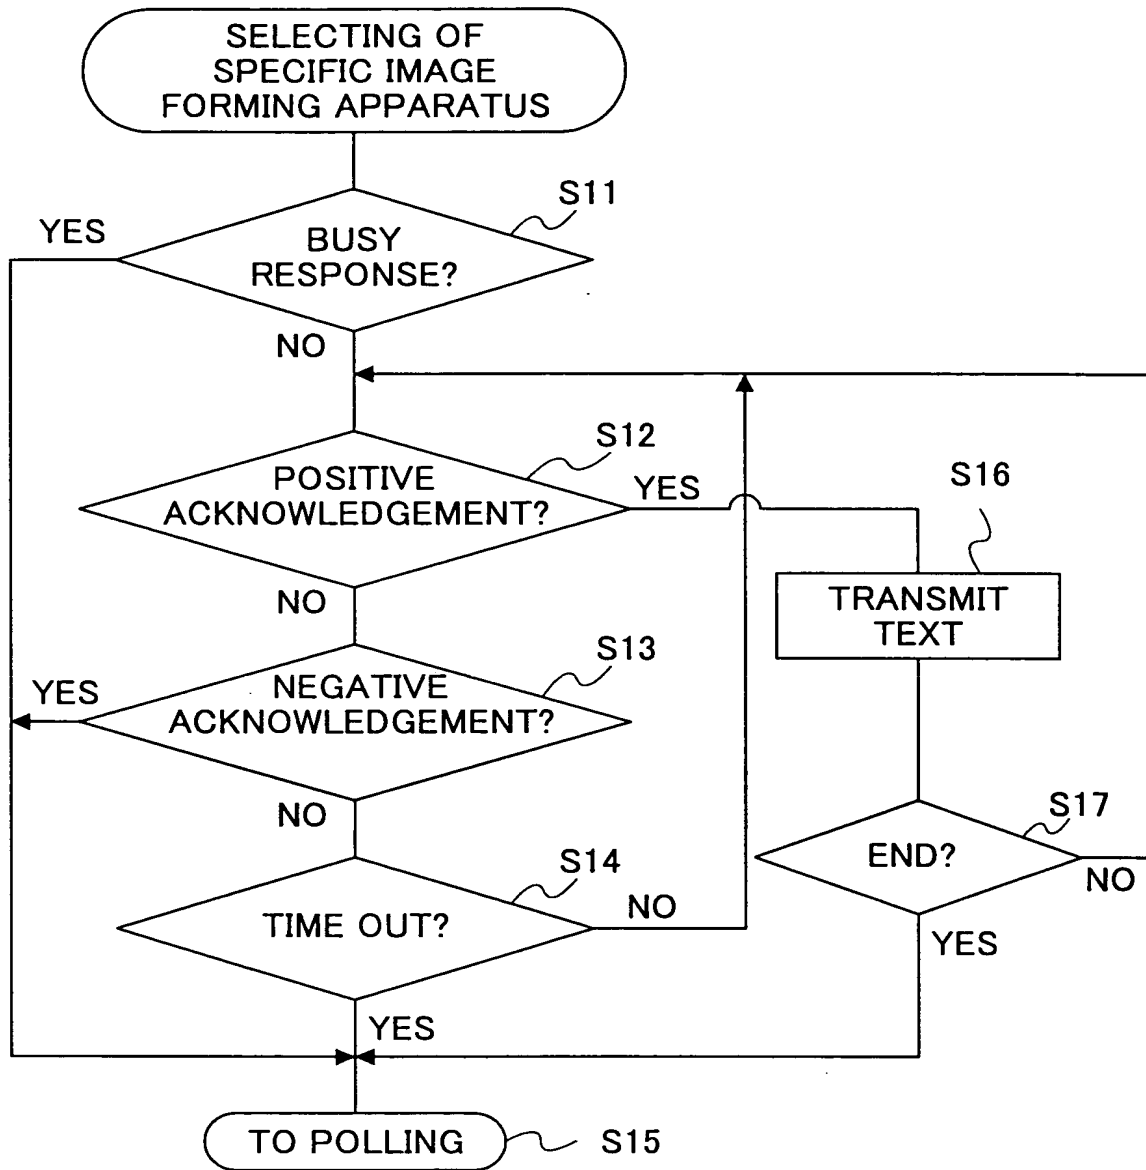 SELECTING OF
SPECIFIC IMAGE
FORMING APPARATUS
S11
YES
BUSY
RESPONSE?
NO
S12
POSITIVE
ACKNOWLEDGEMENT?
YES
S16
NO
TRANSMIT
TEXT
S13
YES
NEGATIVE
ACKNOWLEDGEMENT?
NO
S17
END?
NO
S14
TIME OUT?
NO
YES
YES
TO POLLING
S15